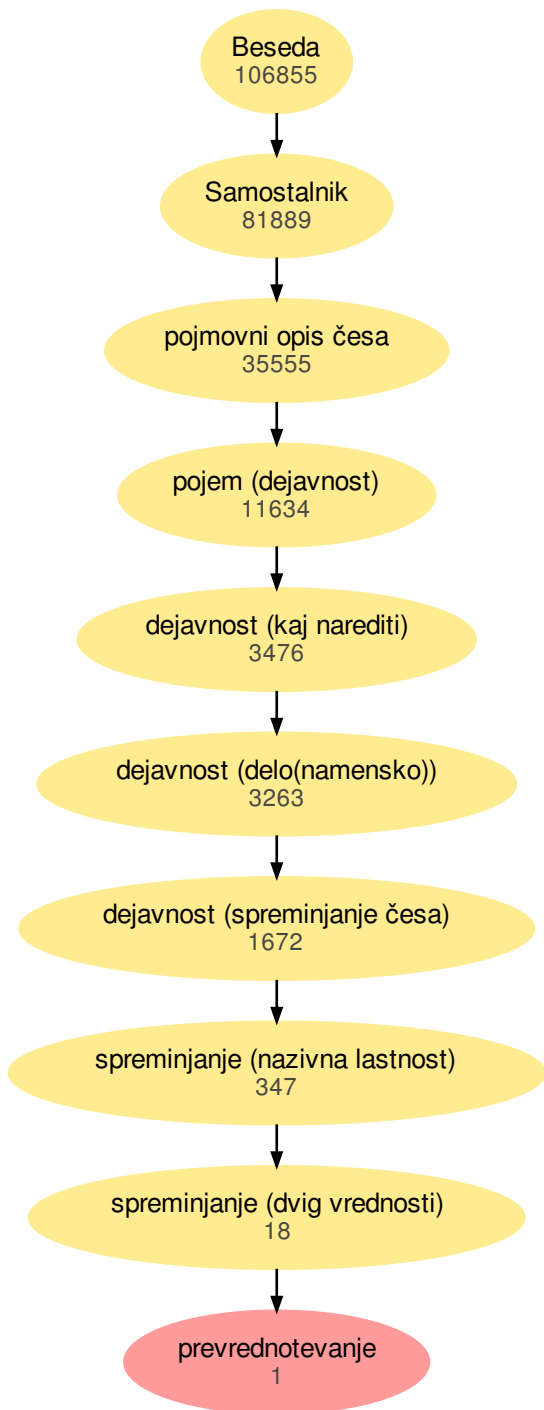 Beseda
106855
Samostalnik
81889
pojmovni opis česa
35555
pojem (dejavnost)
11634
dejavnost (kaj narediti)
3476
dejavnost (delo(namensko))
3263
dejavnost (spreminjanje česa)
1672
spreminjanje (nazivna lastnost)
347
spreminjanje (dvig vrednosti)
18
prevrednotevanje
1